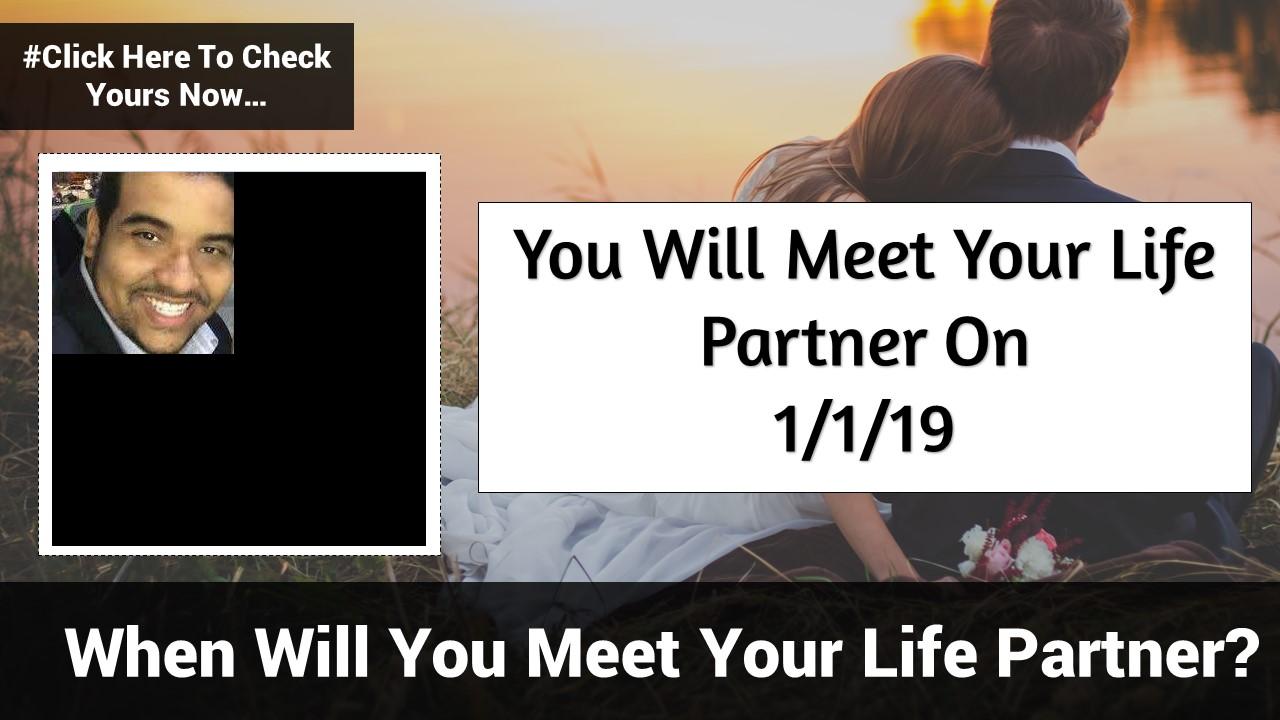 #Click Here To Check
Yours Now...
You Will Meet Your Life
Partner On
1/1/19
When Will You Meet Your Life Partner?